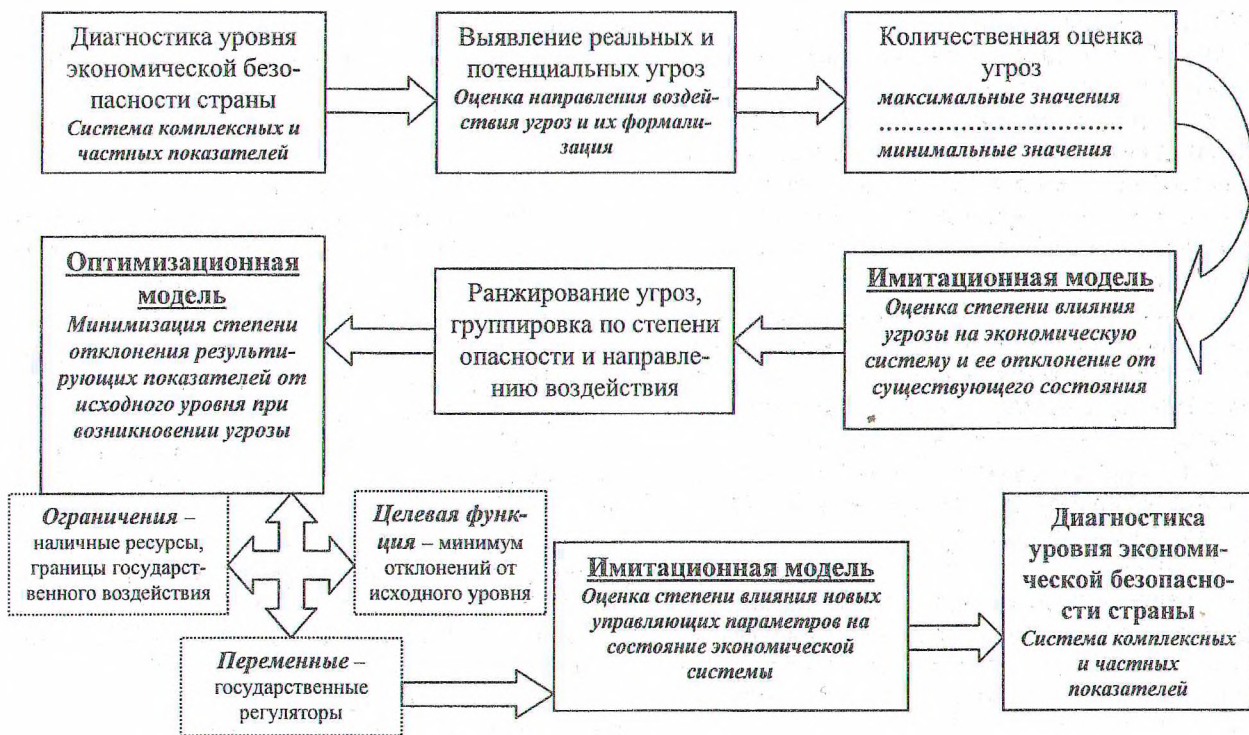 Диагностика уровня
экономической безо-
пасности страны
Система комплексных и
частных показателей
Выявление реальных и
потенциальных угроз
Оценка направления воздей-
ствия угроз и их формали-
зация
Количественная оценка
угроз
максимальные значения
..................................
минимальные значения
Оптимизационная
модель
Минимизация степени
отклонения результи-
рующих показателей от
исходного уровня при
возникновении угрозы
Ранжирование угроз,
группировка по степени
опасности и направле-
нию воздействия
Имитационная модель
Оценка степени влияния
угрозы на экономическую
систему и ее отклонение от
существующего состояния
Ограничения –
наличные ресурсы,
границы государст-
венного воздействия
Целевая функ-
ция – минимум
отклонений от
исходного уровня
Переменные –
государственные
регуляторы
Имитационная модель
Оценка степени влияния новых
управляющих параметров на
состояние экономической
системы
Диагностика
уровня экономи-
ческой безопасно-
сти страны
Система комплексных
и частных
показателей